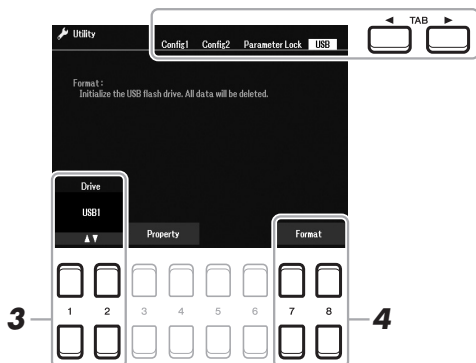 ◄ TAB ►
Utility
Config1 Config2 Parameter Lock USB
Format :
Initialize the USB flash drive. All data will be deleted.
Drive
USB1
▲▼
Property
Format
1 2 3 4 5 6 7 8
3
4